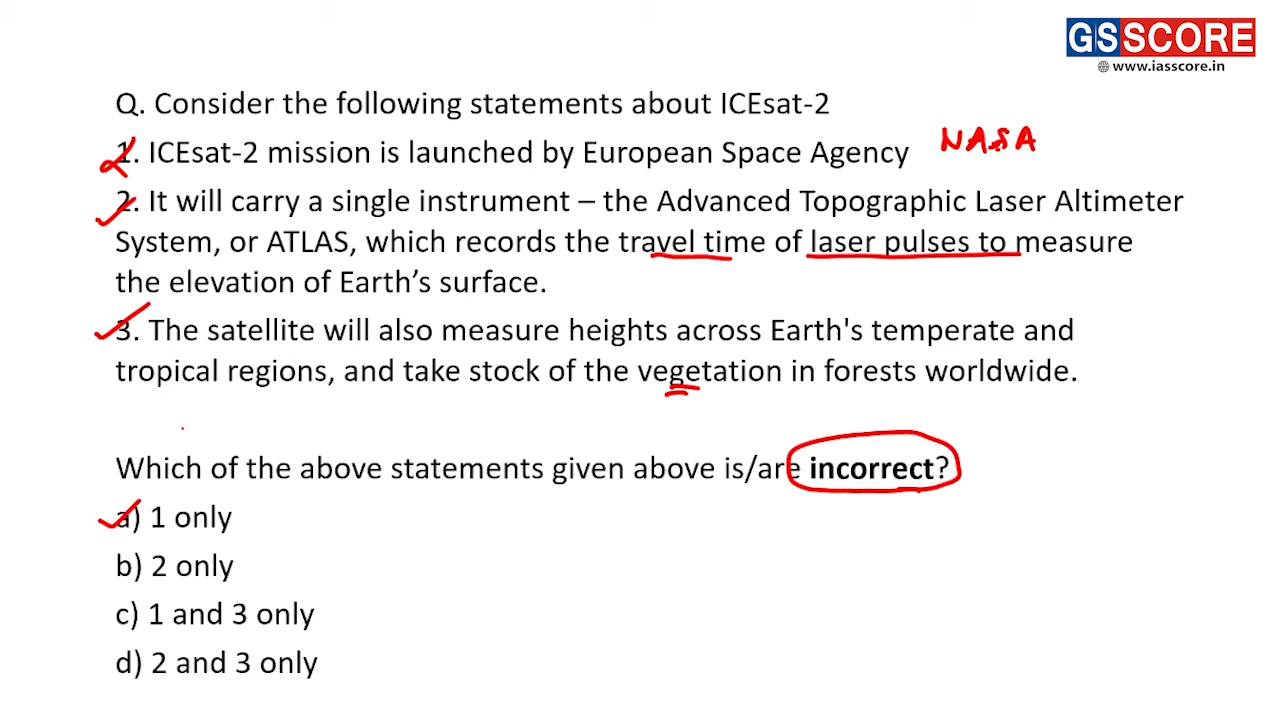 GSSCORE
www.iasscore.in
Q. Consider the following statements about ICEsat-2
1. ICEsat-2 mission is launched by European Space Agency NASA
2. It will carry a single instrument – the Advanced Topographic Laser Altimeter
System, or ATLAS, which records the travel time of laser pulses to measure
the elevation of Earth’s surface.
3. The satellite will also measure heights across Earth's temperate and
tropical regions, and take stock of the vegetation in forests worldwide.
Which of the above statements given above is/are incorrect?
a) 1 only
b) 2 only
c) 1 and 3 only
d) 2 and 3 only